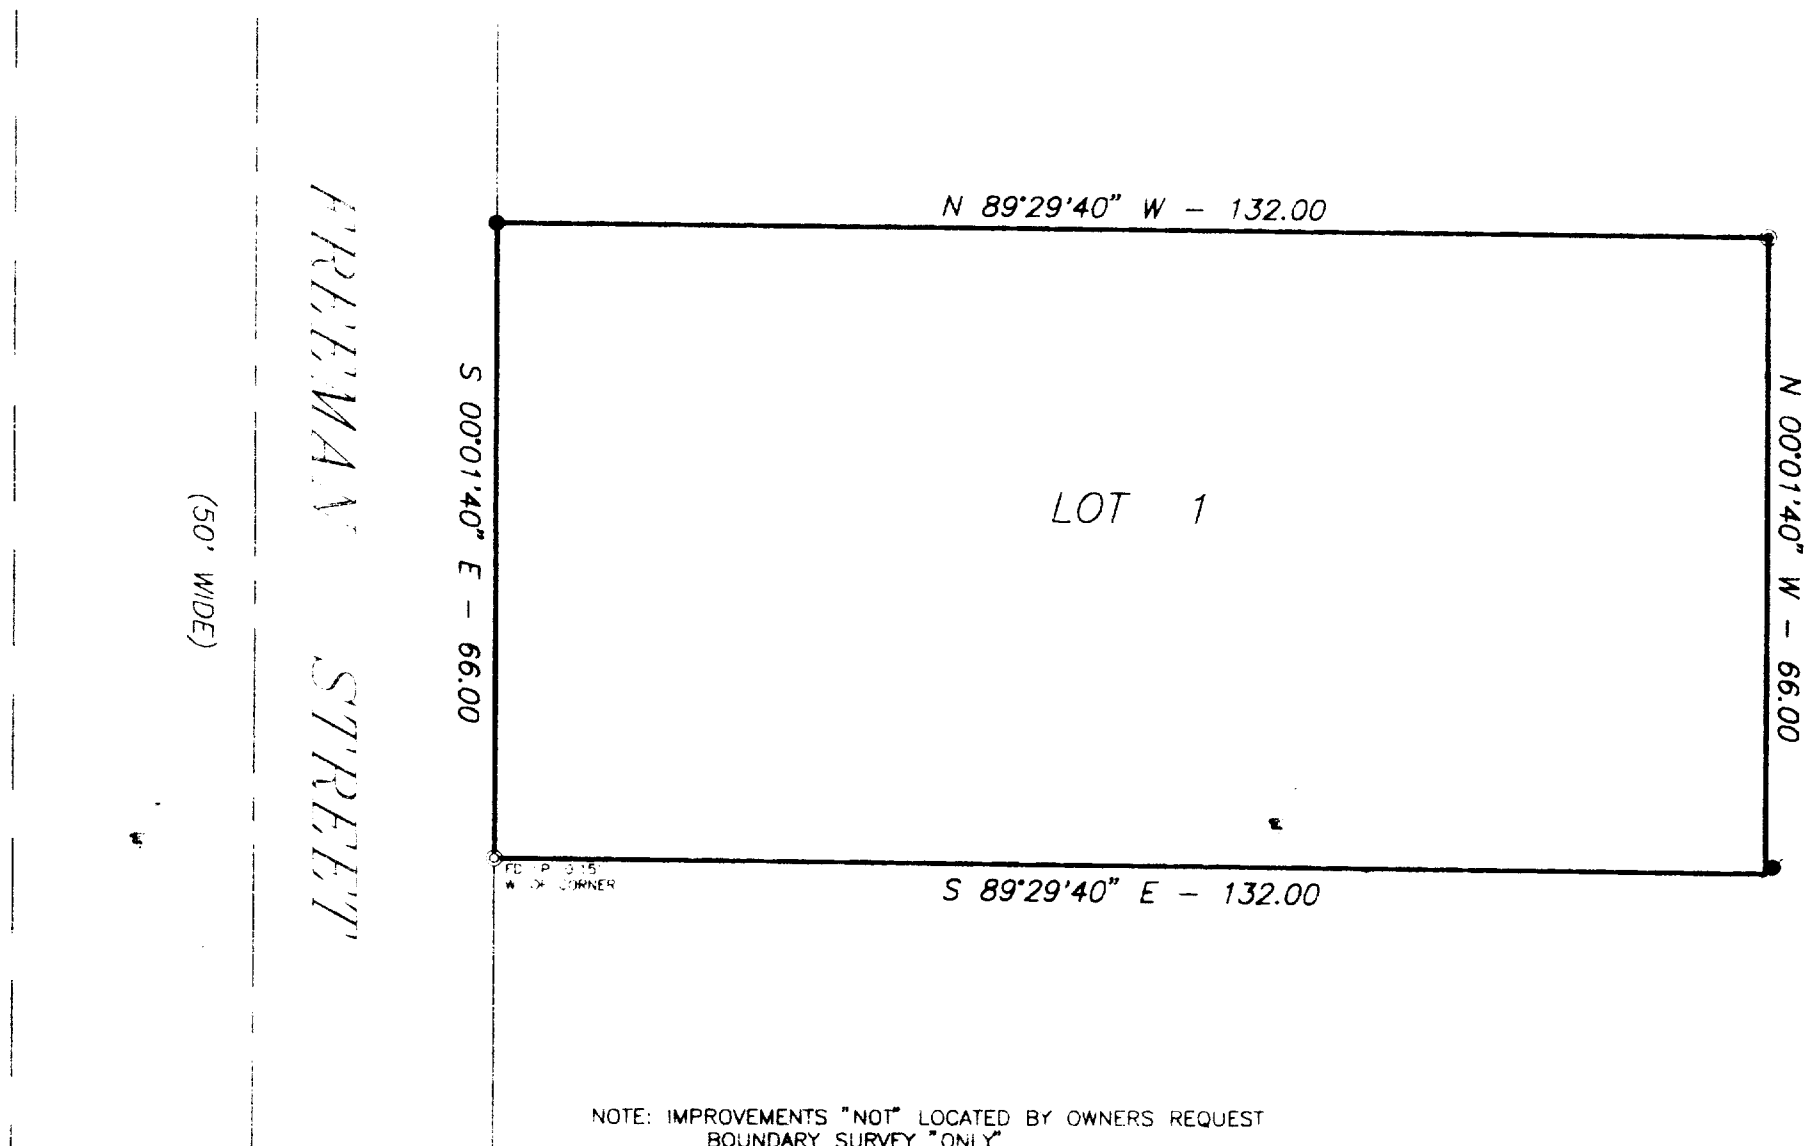 N 89°29'40" W - 132.00
FREEMAN STREET
(50' WIDE)
S 00°01'40" E - 66.00
LOT 1
N 00°01'40" W - 66.00
CORNER
S 89°29'40" E - 132.00
NOTE: IMPROVEMENTS "NOT" LOCATED BY OWNERS REQUEST
BOUNDARY SURVEY "ONLY"